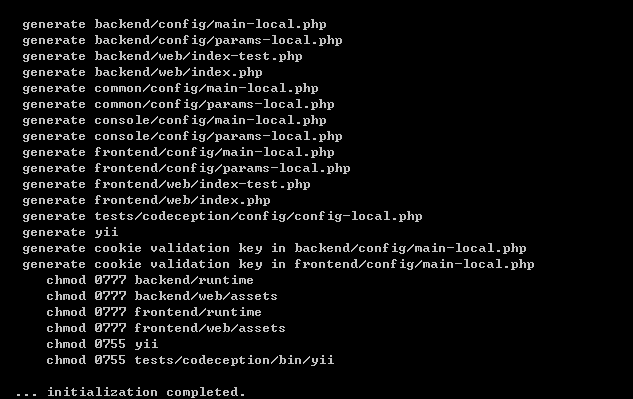 generate backend/config/main-local.php
generate backend/config/params-local.php
generate backend/web/index-test.php
generate backend/web/index.php
generate common/config/main-local.php
generate common/config/params-local.php
generate console/config/main-local.php
generate console/config/params-local.php
generate frontend/config/main-local.php
generate frontend/config/params-local.php
generate frontend/web/index-test.php
generate frontend/web/index.php
generate tests/codeception/config/config-local.php
generate yii
generate cookie validation key in backend/config/main-local.php
generate cookie validation key in frontend/config/main-local.php
chmod 0777 backend/runtime
chmod 0777 backend/web/assets
chmod 0777 frontend/runtime
chmod 0777 frontend/web/assets
chmod 0755 yii
chmod 0755 tests/codeception/bin/yii
... initialization completed.